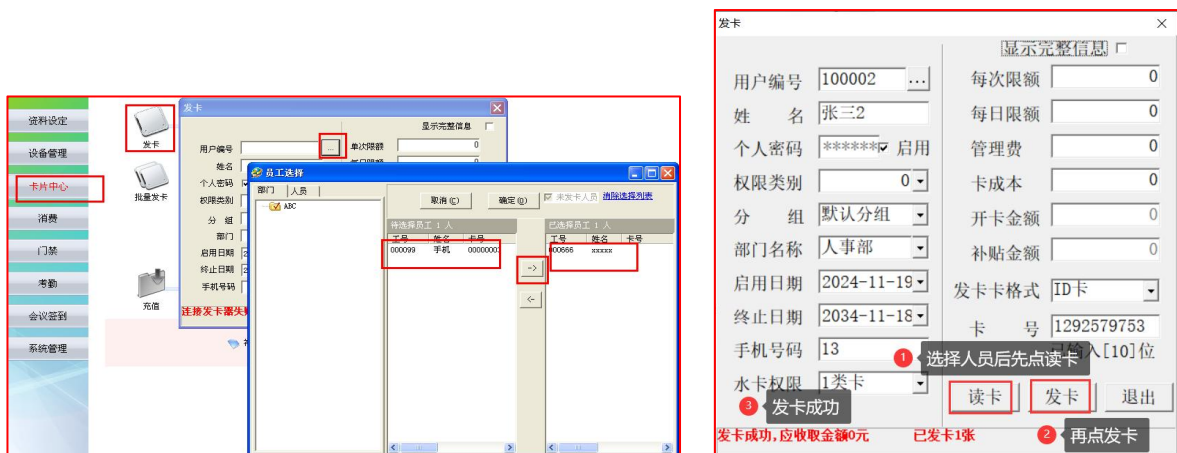 资料设定
设备管理
卡片中心
消费
门禁
考勤
会议签到
系统管理
发卡
批量发卡
充值
发卡
显示完整信息
用户编号
...
单次限额
0
姓名
0
个人密码
权限类别
分 组
部门
启用日期
终止日期
手机号码
员工选择
部门
人员
ABC
取消(C)
确定(O)
未发卡人员
清除选择列表
待选择员工 1 人
已选择员工 1 人
工号 姓名 卡号
工号 姓名 卡号
000099 手机
000666 xxxxx
->
<-
发卡
显示完整信息
用户编号 100002 ...
每次限额 0
姓 名 张三2
每日限额 0
个人密码 ****** 启用
管理费 0
权限类别 0
卡成本 0
分 组 默认分组
开卡金额 0
部门名称 人事部
补贴金额 0
启用日期 2024-11-19
发卡卡格式 ID卡
终止日期 2034-11-18
卡 号 1292579753
手机号码 13
输入[10]位
1 选择人员后先点读卡
水卡权限 1类卡
读卡 发卡 退出
3 发卡成功
发卡成功,应收取金额0元 已发卡1张
2 再点发卡